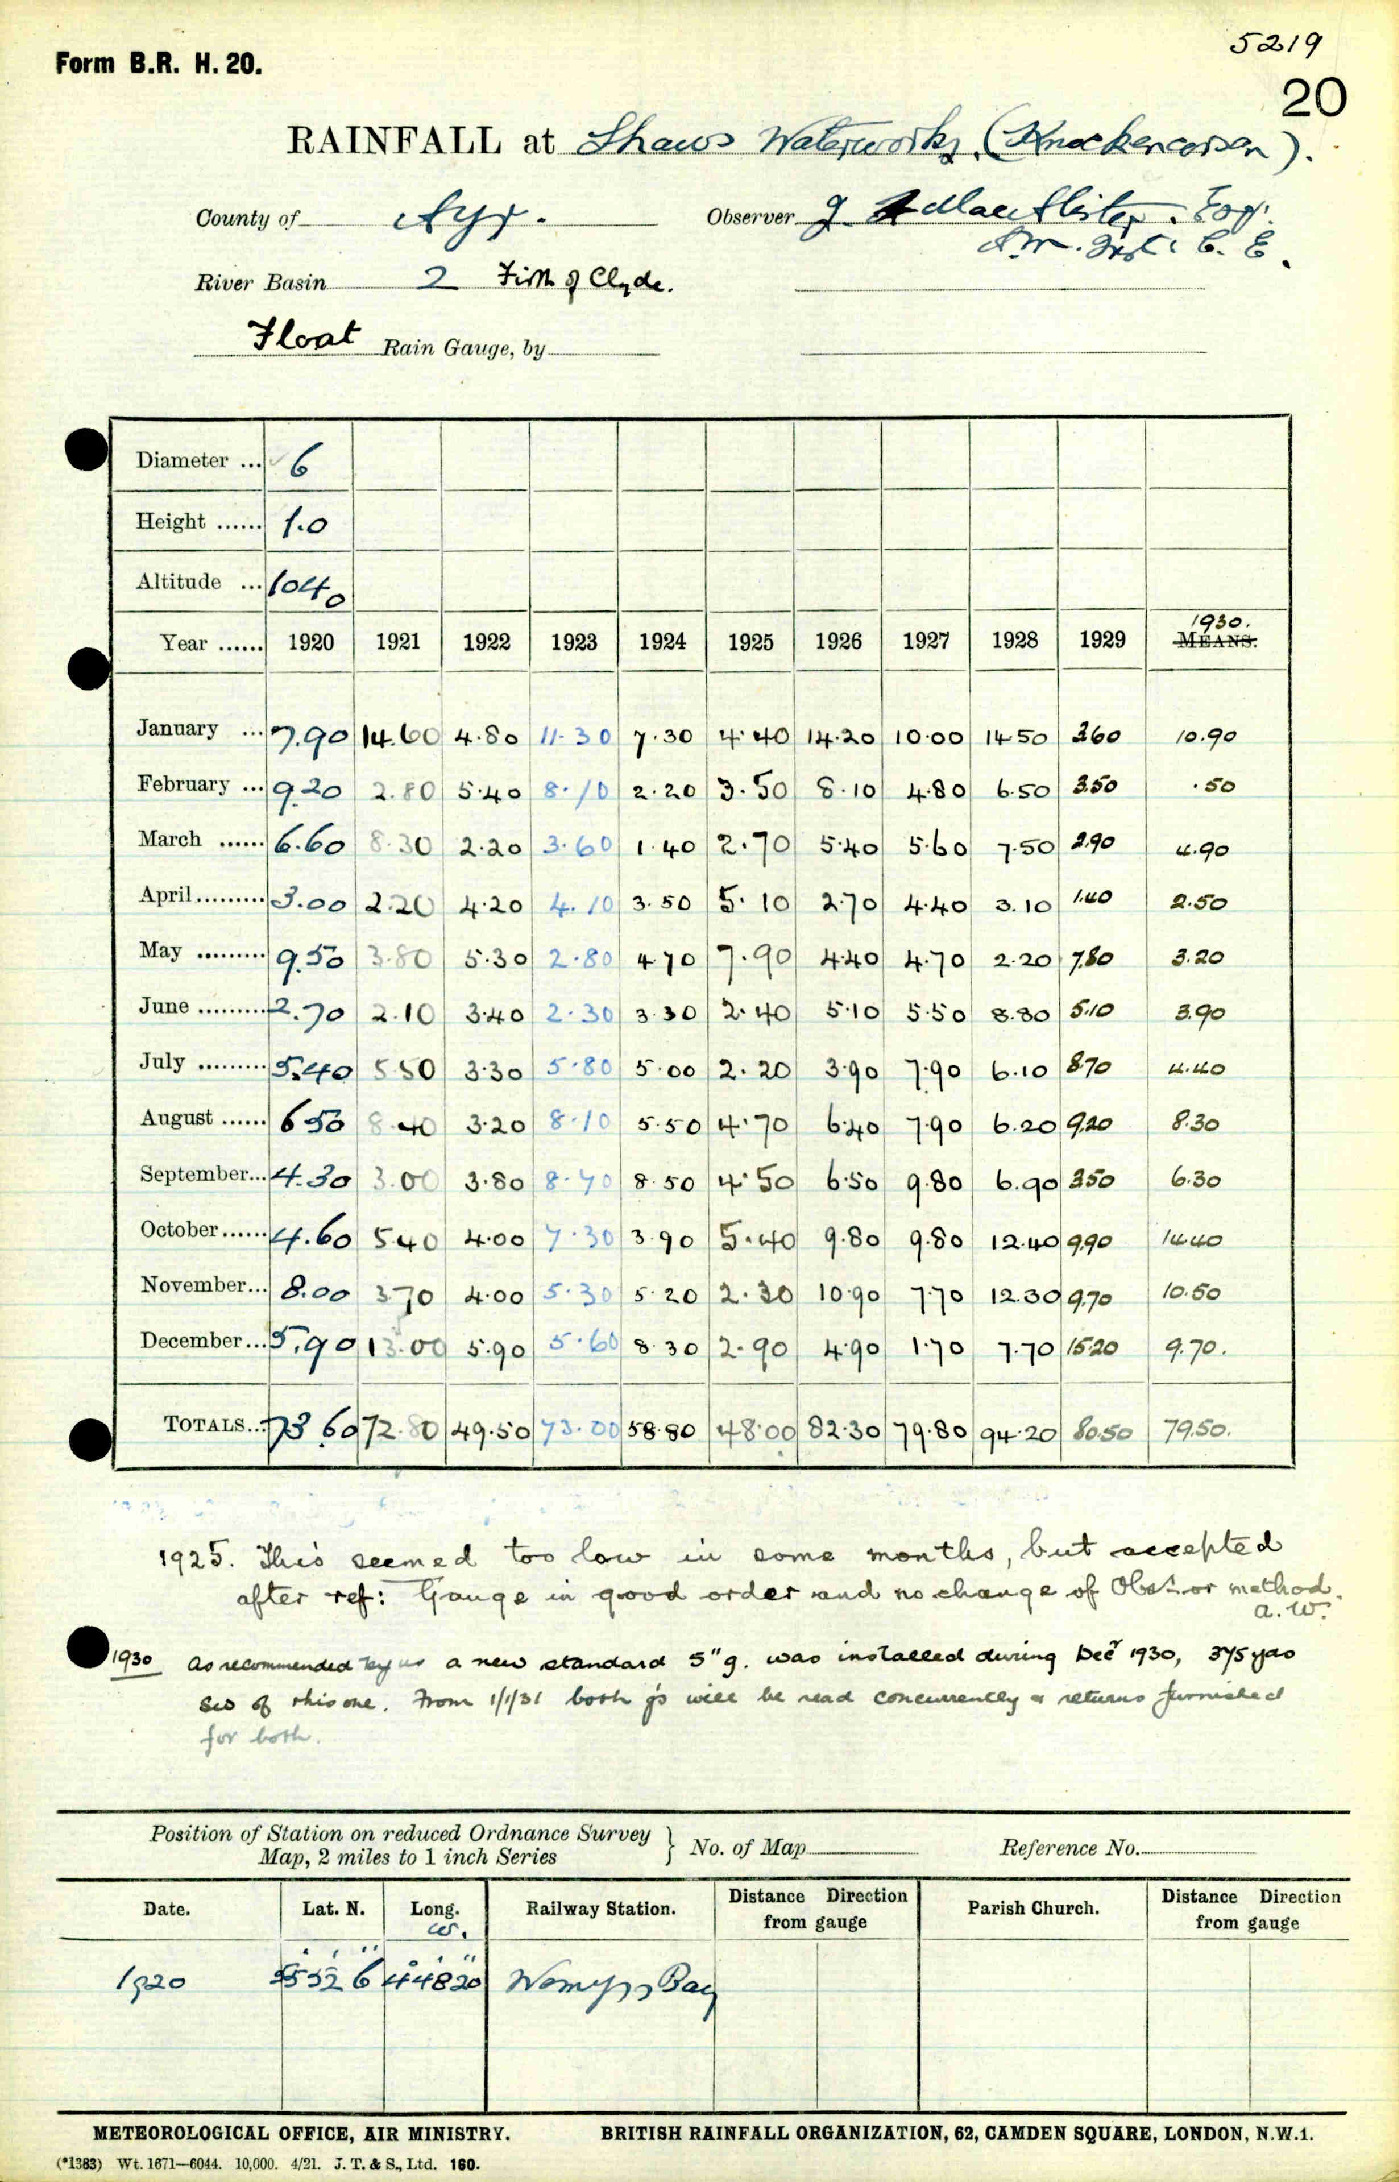 5219
Form B.R. H. 20.
20
RAINFALL at Shaws Waterworks, (Knockencorsen).
County of Ayr. Observer J. A MacAllister. Esq.
A.M. Inst. C. E.
River Basin 2 Firth of Clyde.
Float Rain Gauge, by
Diameter ... 6
Height ...... 1.0
Altitude ... 1040
1930.
Year ...... 1920 1921 1922 1923 1924 1925 1926 1927 1928 1929 MEANS.
January ... 7.90 14.60 4.80 11.30 7.30 4.40 14.20 10.00 14.50 3.60 10.90
February ... 9.20 2.80 5.40 8.10 2.20 3.50 8.10 4.80 6.50 3.50 .50
March ...... 6.60 8.30 2.20 3.60 1.40 2.70 5.40 5.60 7.50 2.90 4.90
April ......... 3.00 2.20 4.20 4.10 3.50 5.10 2.70 4.40 3.10 1.40 2.50
May ......... 9.50 3.80 5.30 2.80 4.70 7.90 4.40 4.70 2.20 7.80 3.20
June ......... 2.70 2.10 3.40 2.30 3.30 2.40 5.10 5.50 8.80 5.10 3.90
July ......... 5.40 5.50 3.30 5.80 5.00 2.20 3.90 7.90 6.10 8.70 4.40
August ...... 6.50 8.40 3.20 8.10 5.50 4.70 6.40 7.90 6.20 9.20 8.30
September... 4.30 3.00 3.80 8.70 8.50 4.50 6.50 9.80 6.90 3.50 6.30
October...... 4.60 5.40 4.00 7.30 3.90 5.40 9.80 9.80 12.40 9.90 14.40
November... 8.00 3.70 4.00 5.30 5.20 2.30 10.90 7.70 12.30 9.70 10.50
December... 5.90 13.00 5.90 5.60 8.30 2.90 4.90 1.70 7.70 15.20 9.70.
TOTALS... 73.60 72.80 49.50 73.00 58.80 48.00 82.30 79.80 94.20 80.50 79.50.
1925. This seemed too low in some months, but accepted
after ref: Gauge in good order and no change of Obsr. or method.
a. W.
1930 As recommended by us a new standard 5" g. was installed during Decr 1930, 375 yds
SW of this one. From 1/1/31 both g's will be read concurrently & returns furnished
for both.
Position of Station on reduced Ordnance Survey
Map, 2 miles to 1 inch Series } No. of Map Reference No.
Date. Lat. N. Long. W. Railway Station. Distance Direction from gauge Parish Church. Distance Direction from gauge
1920 55° 52' 6" 4° 48' 20" Wemyss Bay
METEOROLOGICAL OFFICE, AIR MINISTRY. BRITISH RAINFALL ORGANIZATION, 62, CAMDEN SQUARE, LONDON, N.W.1.
(*1383) Wt. 1671—6044. 10,000. 4/21. J. T. & S., Ltd. 160.